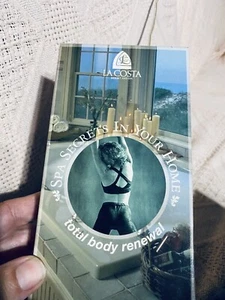 LA COSTA
SPA SECRETS IN YOUR HOME
total body renewal